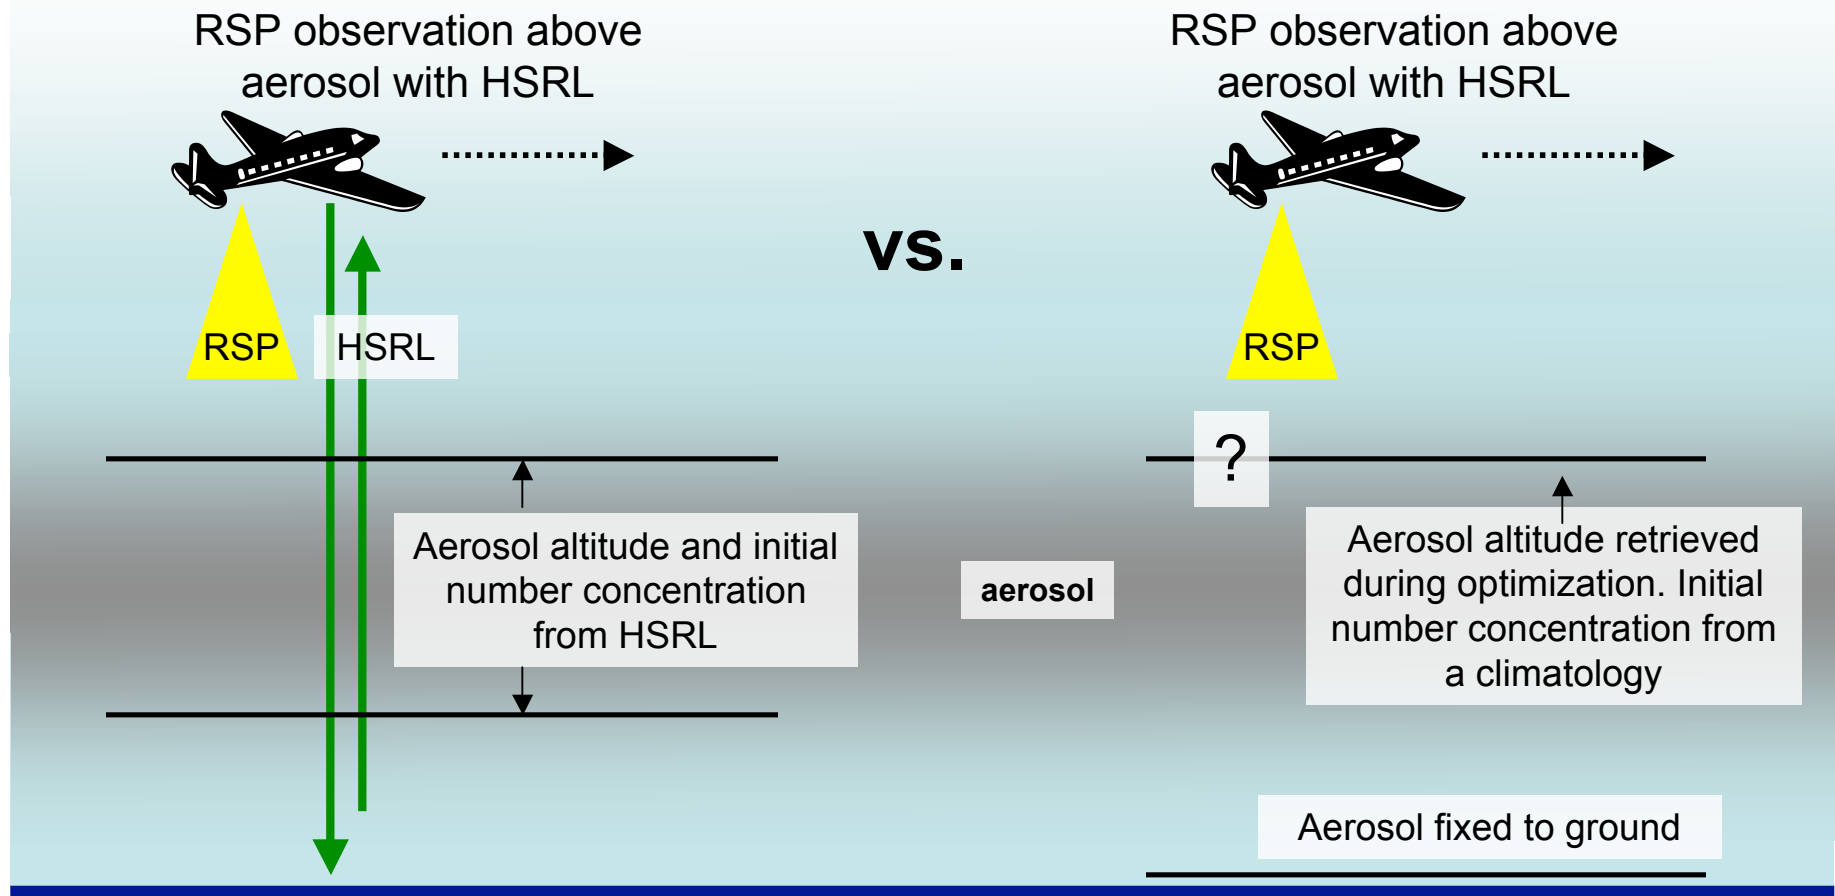 RSP observation above
aerosol with HSRL
RSP
HSRL
Aerosol altitude and initial
number concentration
from HSRL
vs.
aerosol
RSP observation above
aerosol with HSRL
RSP
?
Aerosol altitude retrieved
during optimization. Initial
number concentration from
a climatology
Aerosol fixed to ground